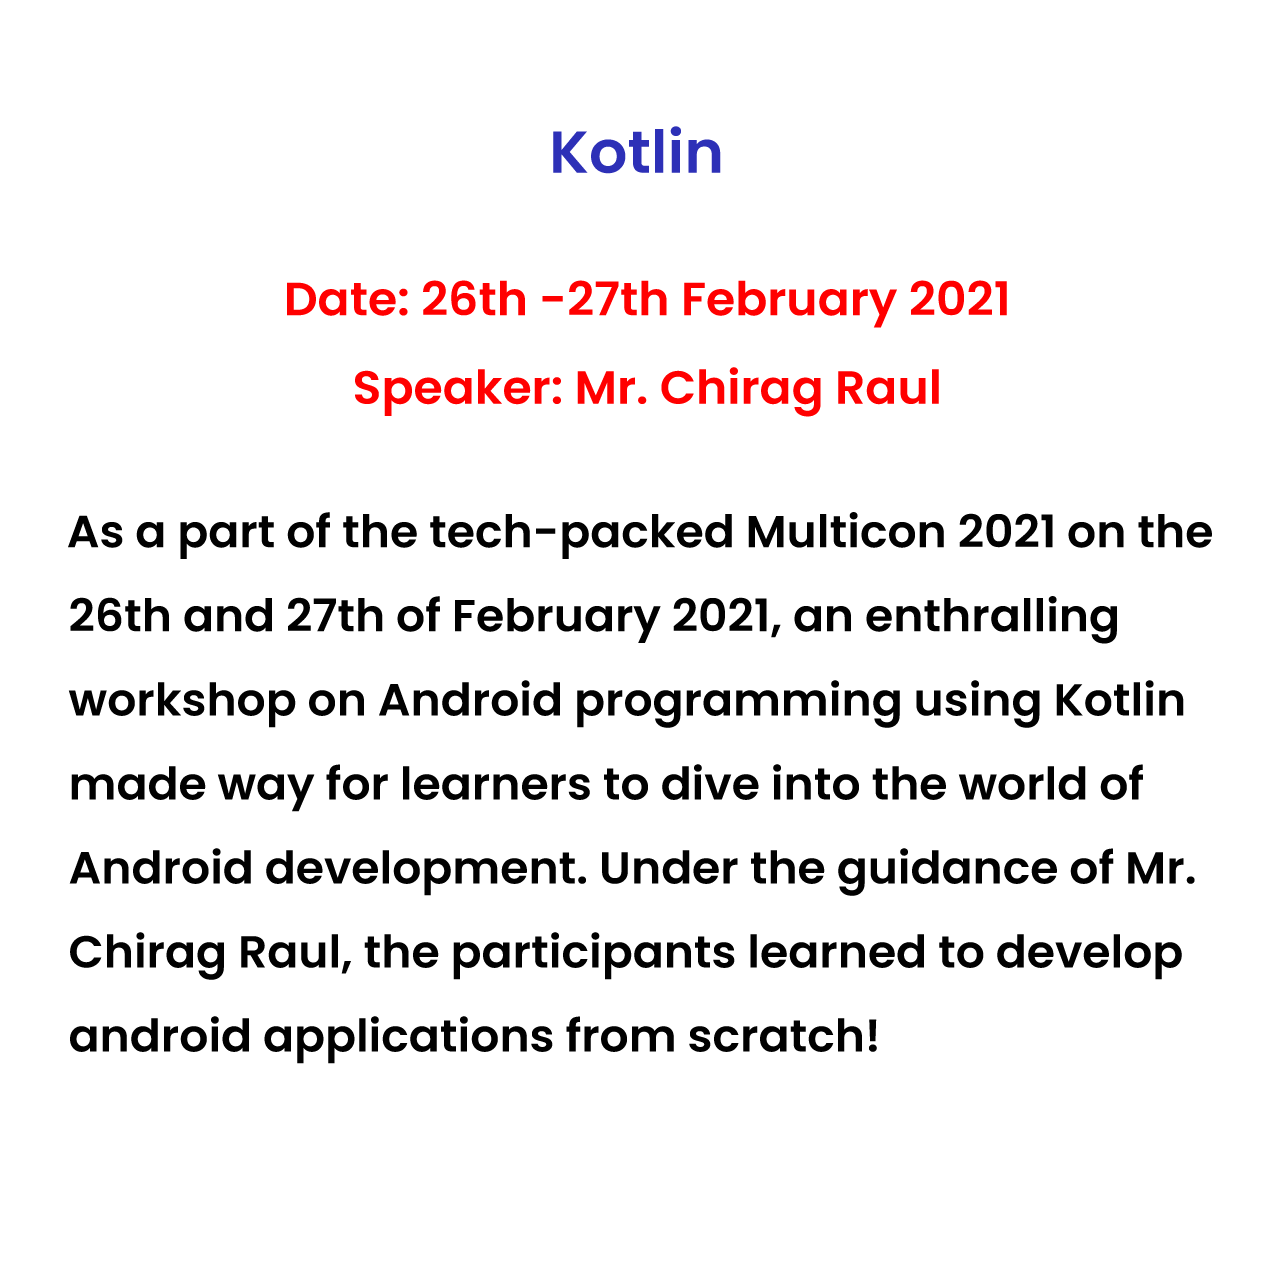 Kotlin
Date: 26th -27th February 2021
Speaker: Mr. Chirag Raul
As a part of the tech-packed Multicon 2021 on the
26th and 27th of February 2021, an enthralling
workshop on Android programming using Kotlin
made way for learners to dive into the world of
Android development. Under the guidance of Mr.
Chirag Raul, the participants learned to develop
android applications from scratch!